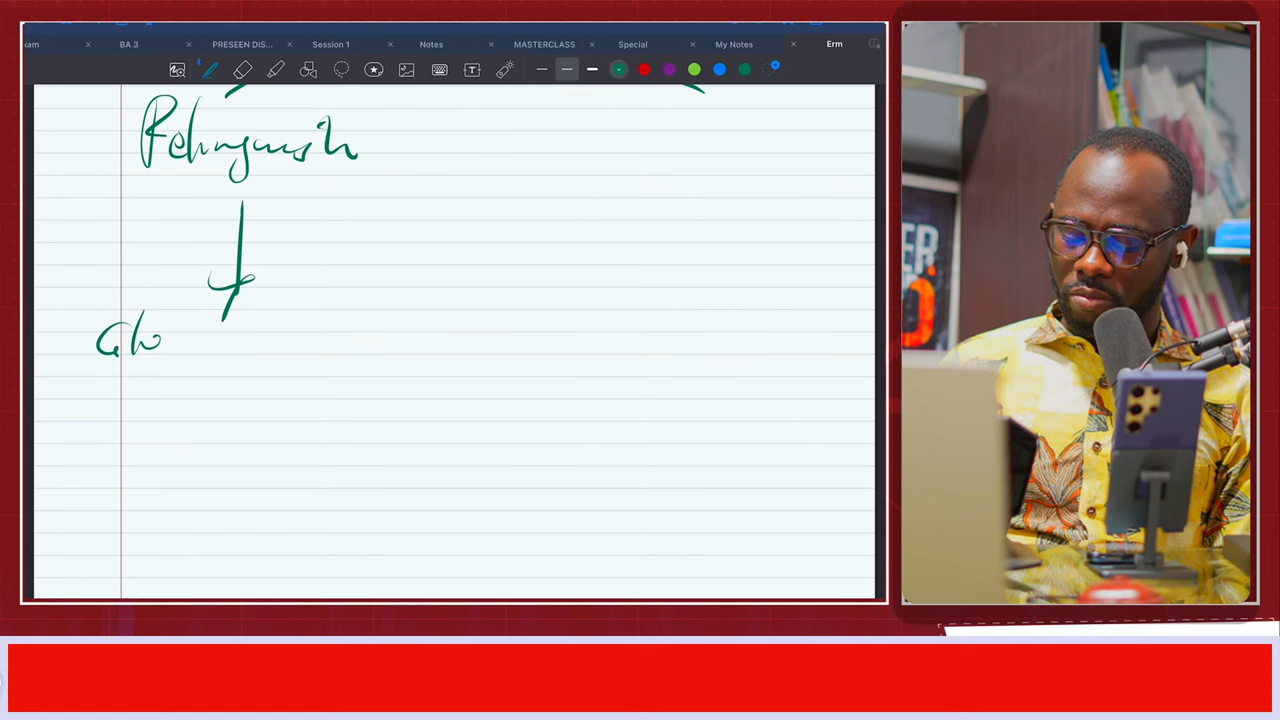 BA 3
PRESEEN DIS...
Session 1
Notes
MASTERCLASS
Special
My Notes
Erm
Relinquish